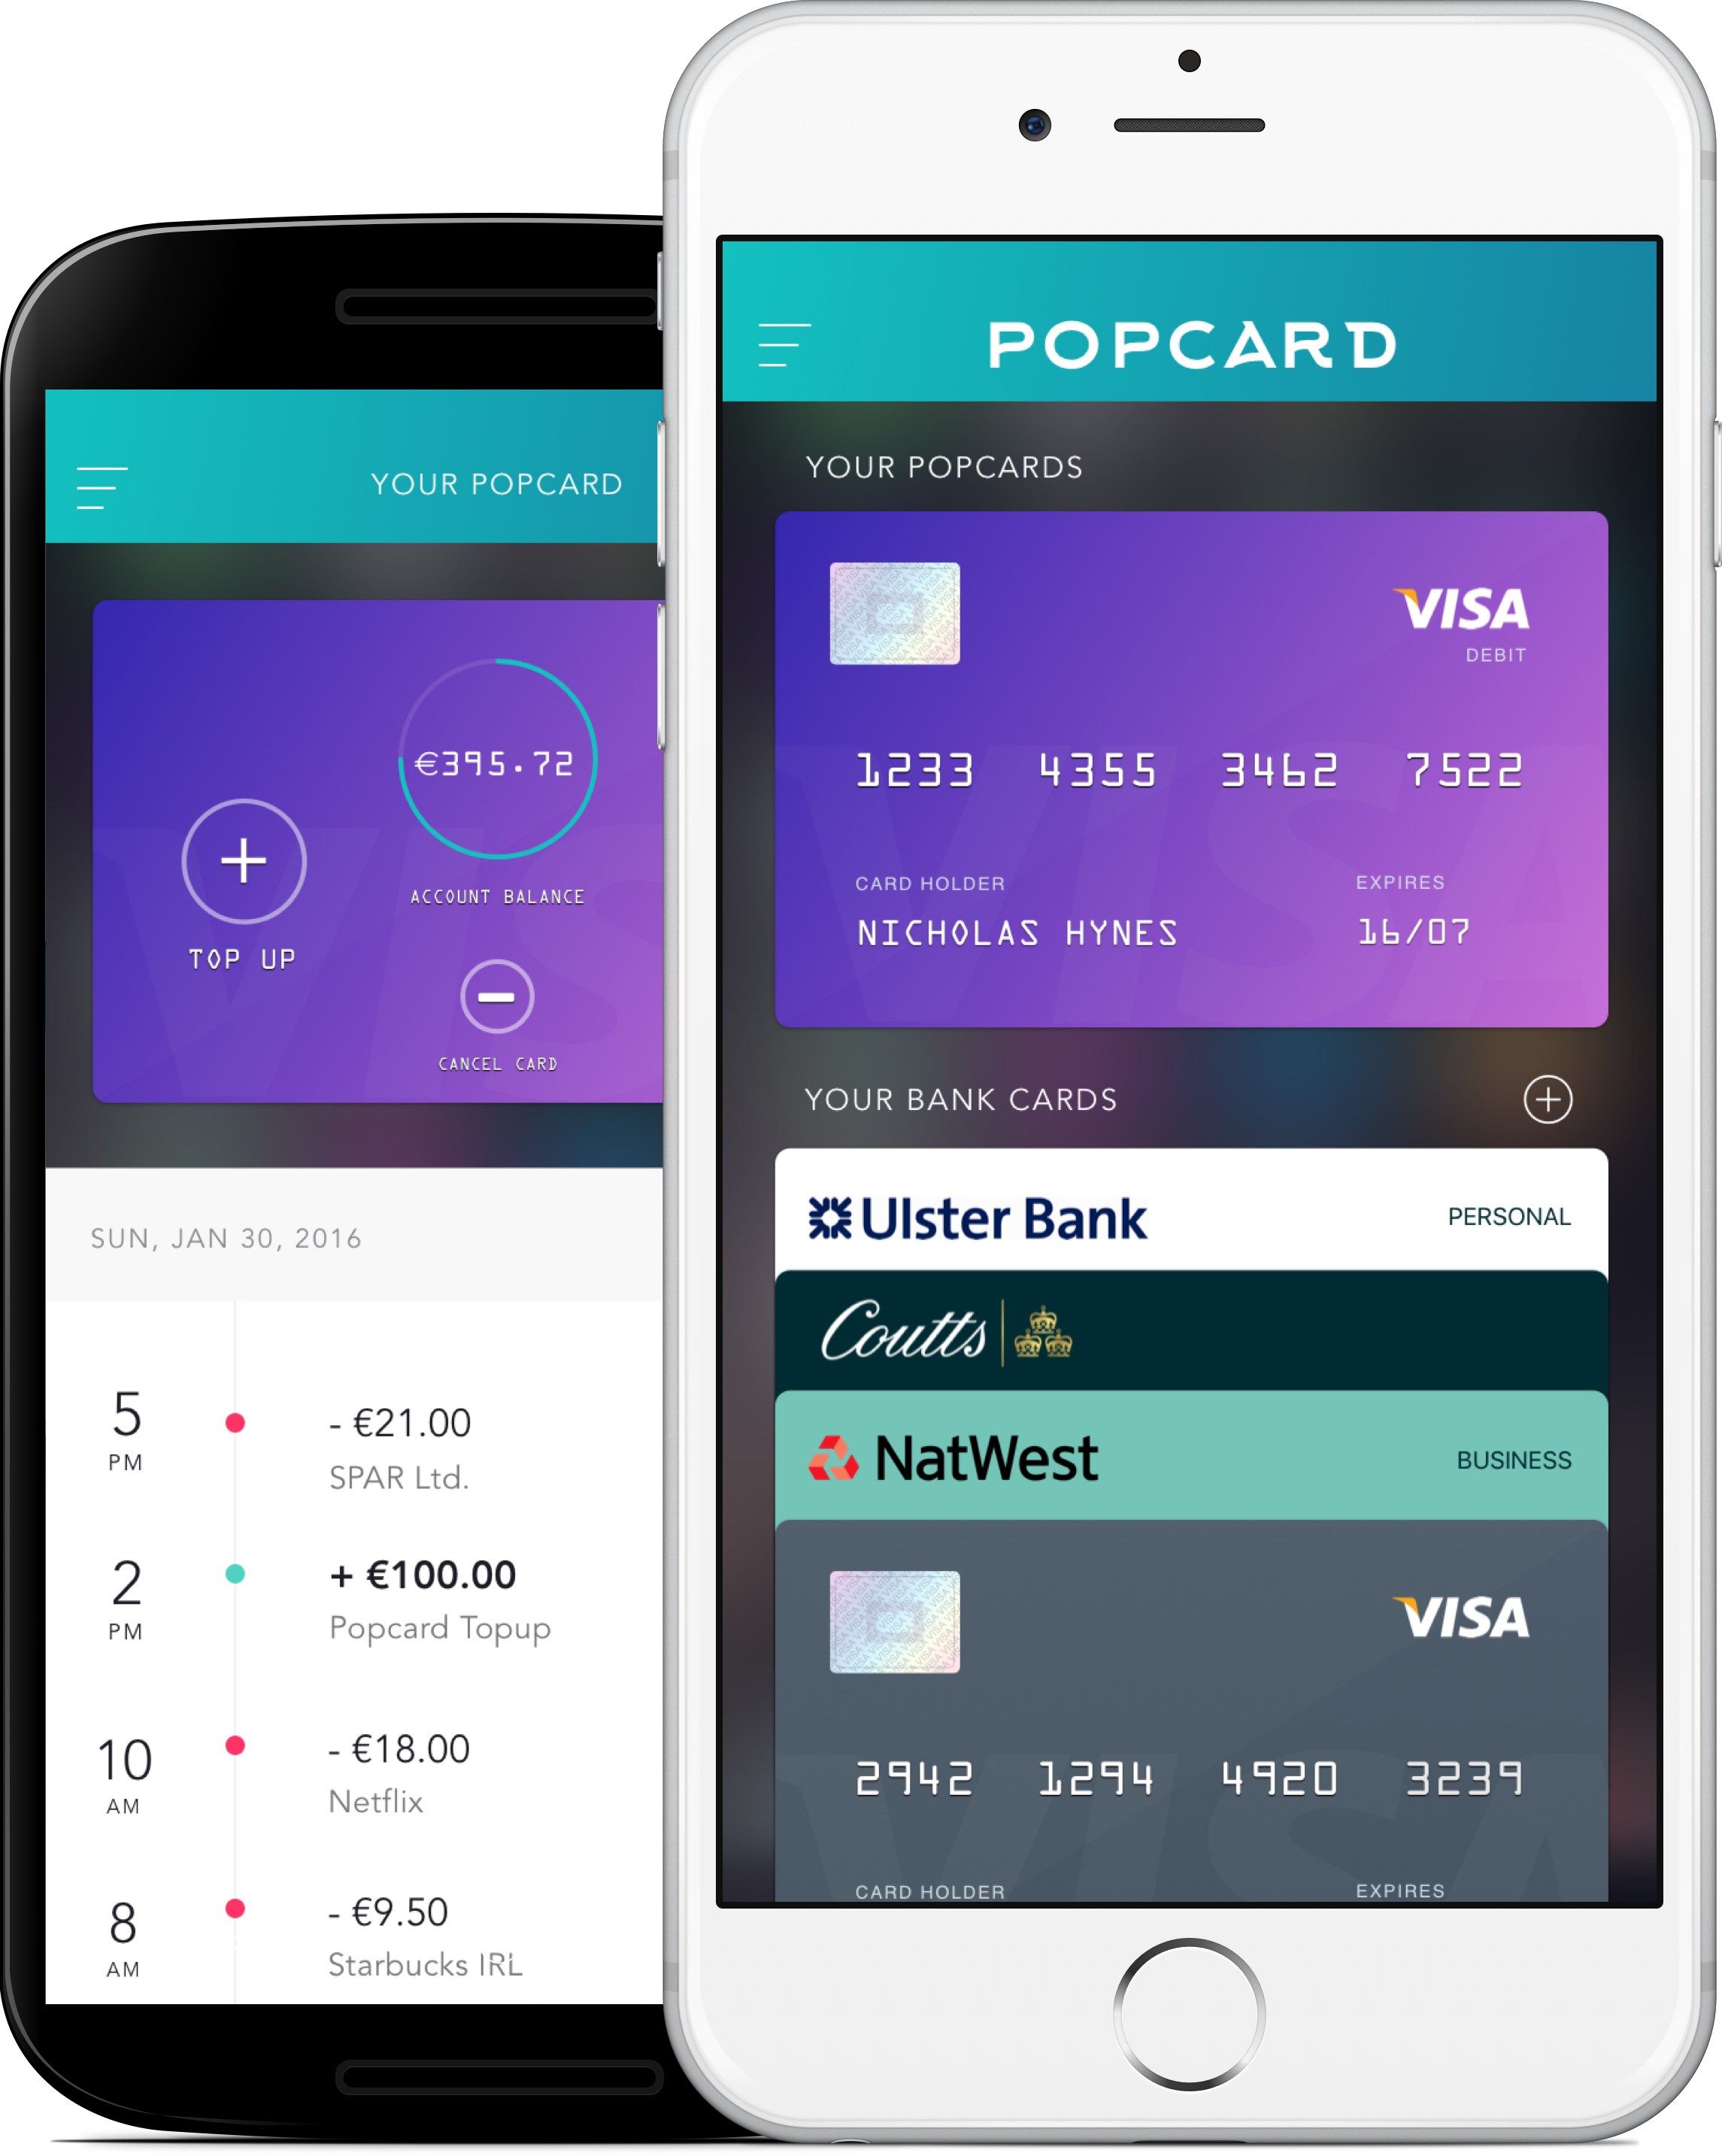 YOUR POPCARD
€395.72
ACCOUNT BALANCE
TOP UP
CANCEL CARD
SUN, JAN 30, 2016
5 PM
- €21.00
SPAR Ltd.
2 PM
+ €100.00
Popcard Topup
10 AM
- €18.00
Netflix
8 AM
- €9.50
Starbucks IRL
POPCARD
YOUR POPCARDS
VISA
DEBIT
1233 4355 3462 7522
CARD HOLDER EXPIRES
NICHOLAS HYNES 16/07
YOUR BANK CARDS
Ulster Bank PERSONAL
Coutts
NatWest BUSINESS
VISA
2942 1294 4920 3239
CARD HOLDER EXPIRES